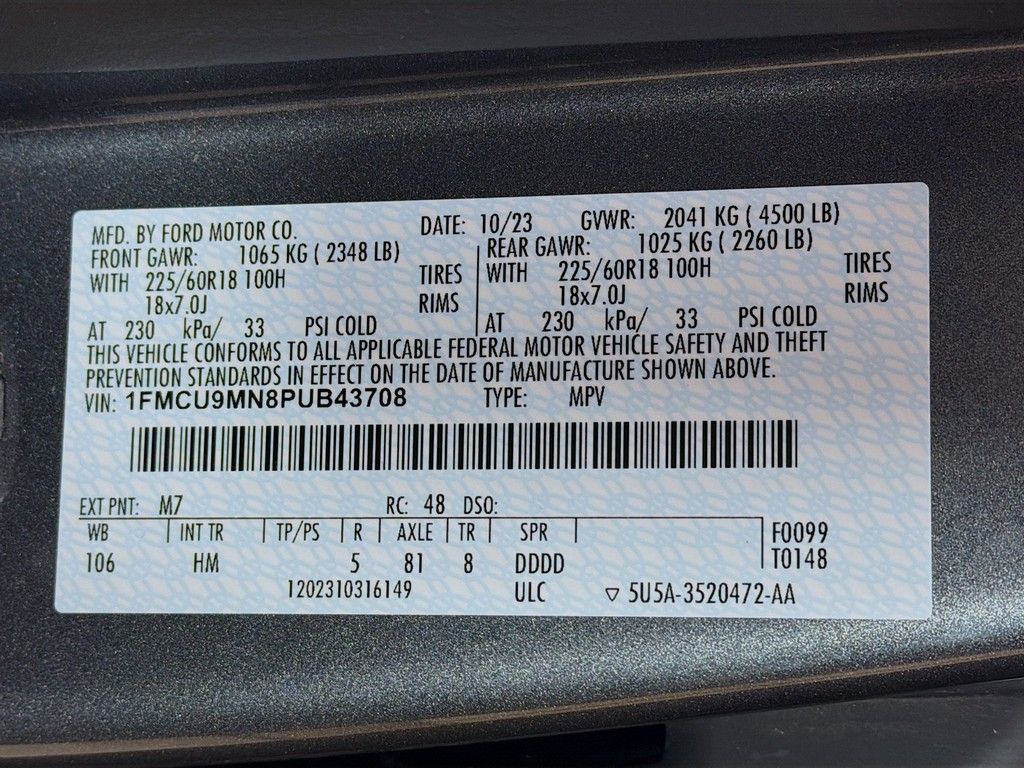 MFD. BY FORD MOTOR CO. DATE: 10/23 GVWR: 2041 KG ( 4500 LB)
FRONT GAWR: 1065 KG ( 2348 LB) REAR GAWR: 1025 KG ( 2260 LB)
WITH 225/60R18 100H TIRES WITH 225/60R18 100H TIRES
18x7.0J RIMS 18x7.0J RIMS
AT 230 kPa/ 33 PSI COLD AT 230 kPa/ 33 PSI COLD
THIS VEHICLE CONFORMS TO ALL APPLICABLE FEDERAL MOTOR VEHICLE SAFETY AND THEFT
PREVENTION STANDARDS IN EFFECT ON THE DATE OF MANUFACTURE SHOWN ABOVE.
VIN: 1FMCU9MN8PUB43708 TYPE: MPV
EXT PNT: M7 RC: 48 DSO:
WB INT TR TP/PS R AXLE TR SPR F0099
106 HM 5 81 8 DDDD T0148
1202310316149 ULC ▽ 5U5A-3520472-AA